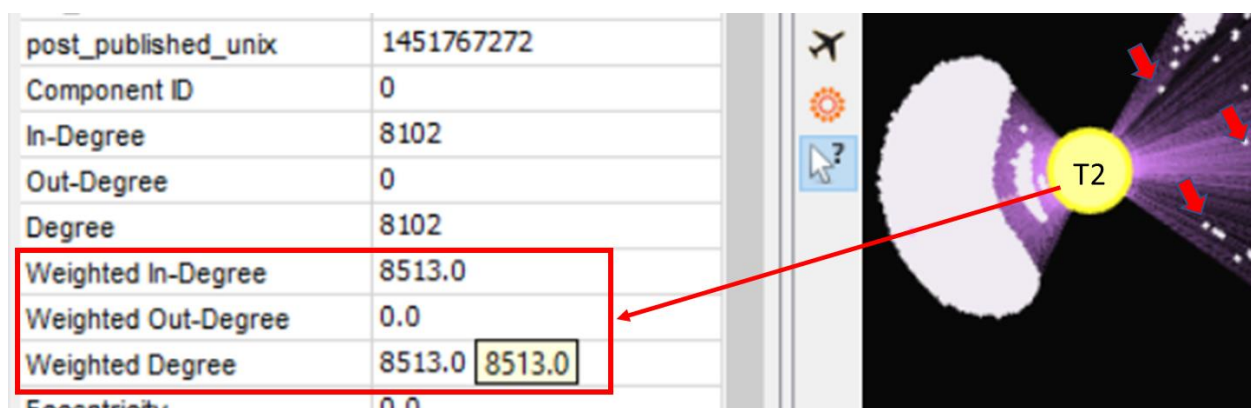 post_published_unix 1451767272
Component ID 0
In-Degree 8102
Out-Degree 0
Degree 8102
Weighted In-Degree 8513.0
Weighted Out-Degree 0.0
Weighted Degree 8513.0 8513.0
?
T2